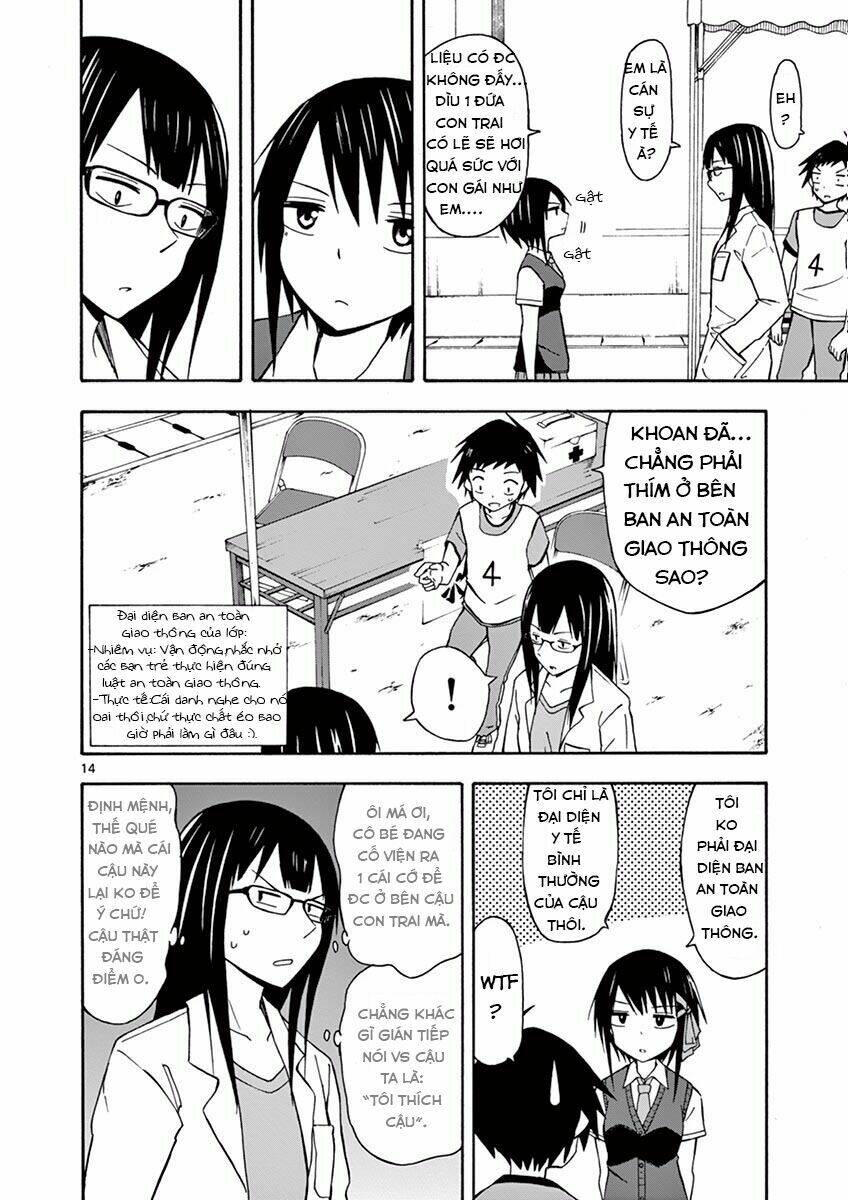 EH
?
EM LÀ
CÁN
SỰ
Y TẾ
À?
Gật
Gật
LIỆU CÓ ĐC
KHÔNG ĐẤY...
DÌU 1 ĐỨA
CON TRAI
CÓ LẼ SẼ HƠI
QUÁ SỨC VỚI
CON GÁI NHƯ
EM....
KHOAN ĐÃ...
CHẲNG PHẢI
THÍM Ở BÊN
BAN AN TOÀN
GIAO THÔNG
SAO?
4
4
!
Đại diện ban an toàn
giao thông của lớp:
-Nhiệm vụ: Vận động,nhắc nhở
các bạn trẻ thực hiện đúng
luật an toàn giao thông.
-Thực tế:Cái danh nghe cho nó
oai thôi,chứ thực chất éo bao
giờ phải làm gì đâu :).
14
TÔI
KO
PHẢI ĐẠI
DIỆN BAN
AN TOÀN
GIAO
THÔNG.
TÔI CHỈ LÀ
ĐẠI DIỆN
Y TẾ
BÌNH
THƯỜNG
CỦA CẬU
THÔI.
WTF
?
ÔI MÁ ƠI,
CÔ BÉ ĐANG
CỐ VIỆN RA
1 CÁI CỚ ĐỂ
ĐC Ở BÊN CẬU
CON TRAI MÀ.
CHẲNG KHÁC
GÌ GIÁN TIẾP
NÓI VS CẬU
TA LÀ:
"TÔI THÍCH
CẬU".
ĐỊNH MỆNH,
THẾ QUÉ
NÀO MÀ CÁI
CẬU NÀY
LẠI KO ĐỂ
Ý CHỨ!
CẬU THẬT
ĐÁNG
ĐIỂM 0.